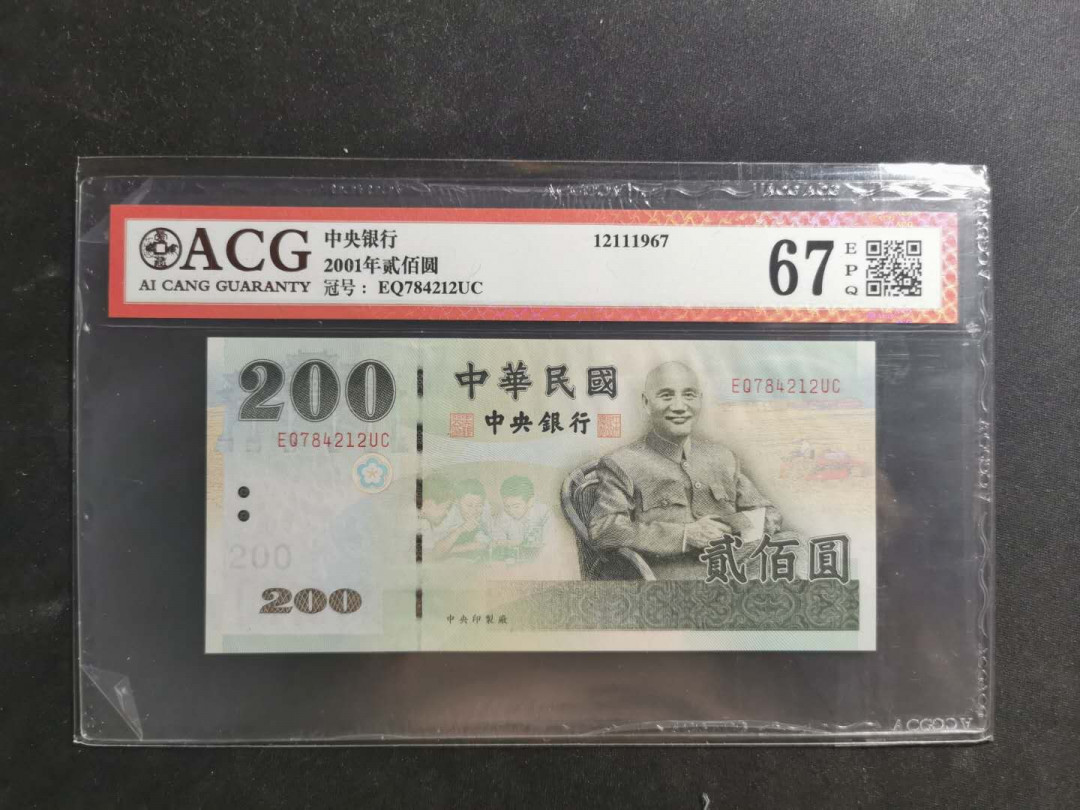 ACG
AI CANG GUARANTY
中央银行
2001年贰佰圆
冠号： EQ784212UC
12111967
67
EPQ
ACG ACG
200
EQ784212UC
中華民國
中央銀行
EQ784212UC
200
200
貳佰圓
中央印製廠